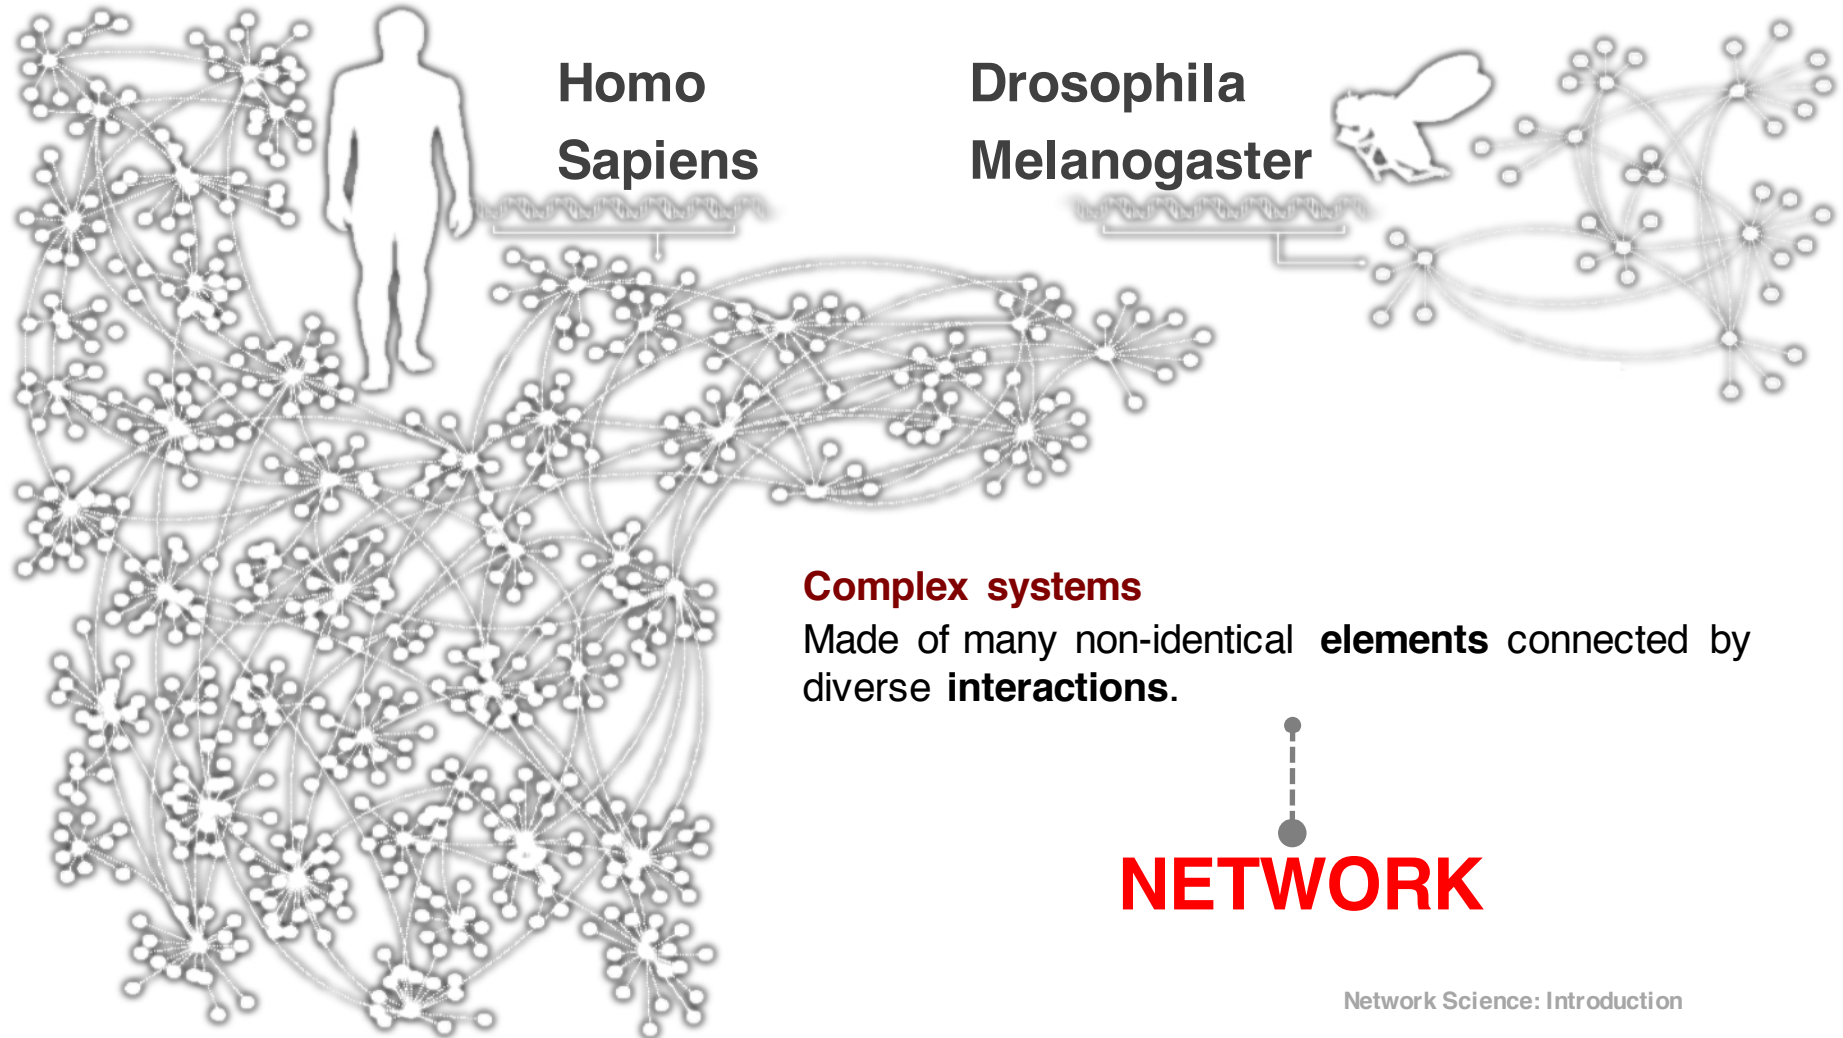 Homo
Sapiens
Drosophila
Melanogaster
Complex systems
Made of many non-identical elements connected by
diverse interactions.
NETWORK
Network Science: Introduction